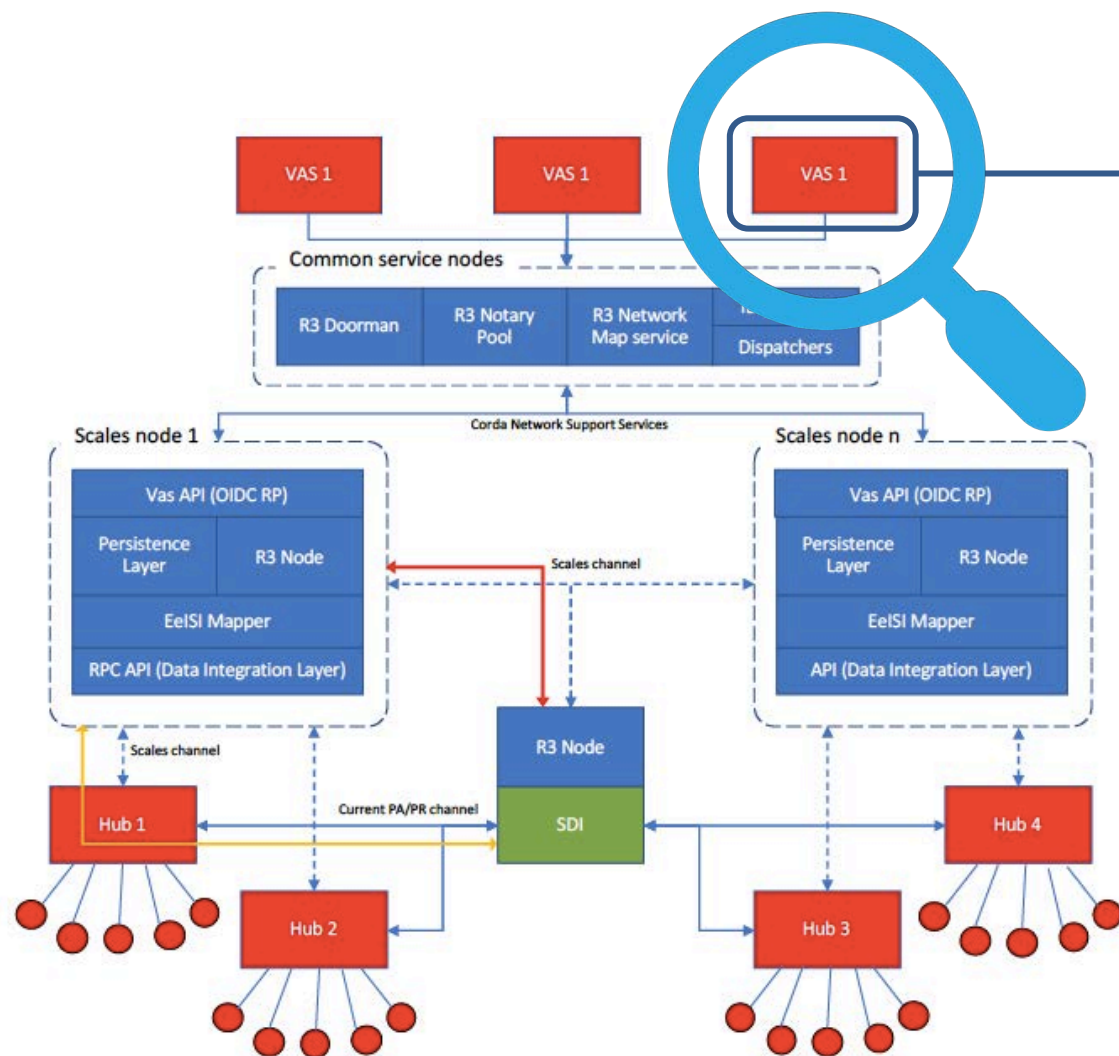 VAS 1
VAS 1
VAS 1
Common service nodes
R3 Doorman
R3 Notary
Pool
R3 Network
Map service
Dispatchers
Corda Network Support Services
Scales node 1
Vas API (OIDC RP)
Persistence
Layer
R3 Node
EeISI Mapper
RPC API (Data Integration Layer)
Scales node n
Vas API (OIDC RP)
Persistence
Layer
R3 Node
EeISI Mapper
API (Data Integration Layer)
Scales channel
Scales channel
R3 Node
SDI
Current PA/PR channel
Hub 1
Hub 2
Hub 3
Hub 4